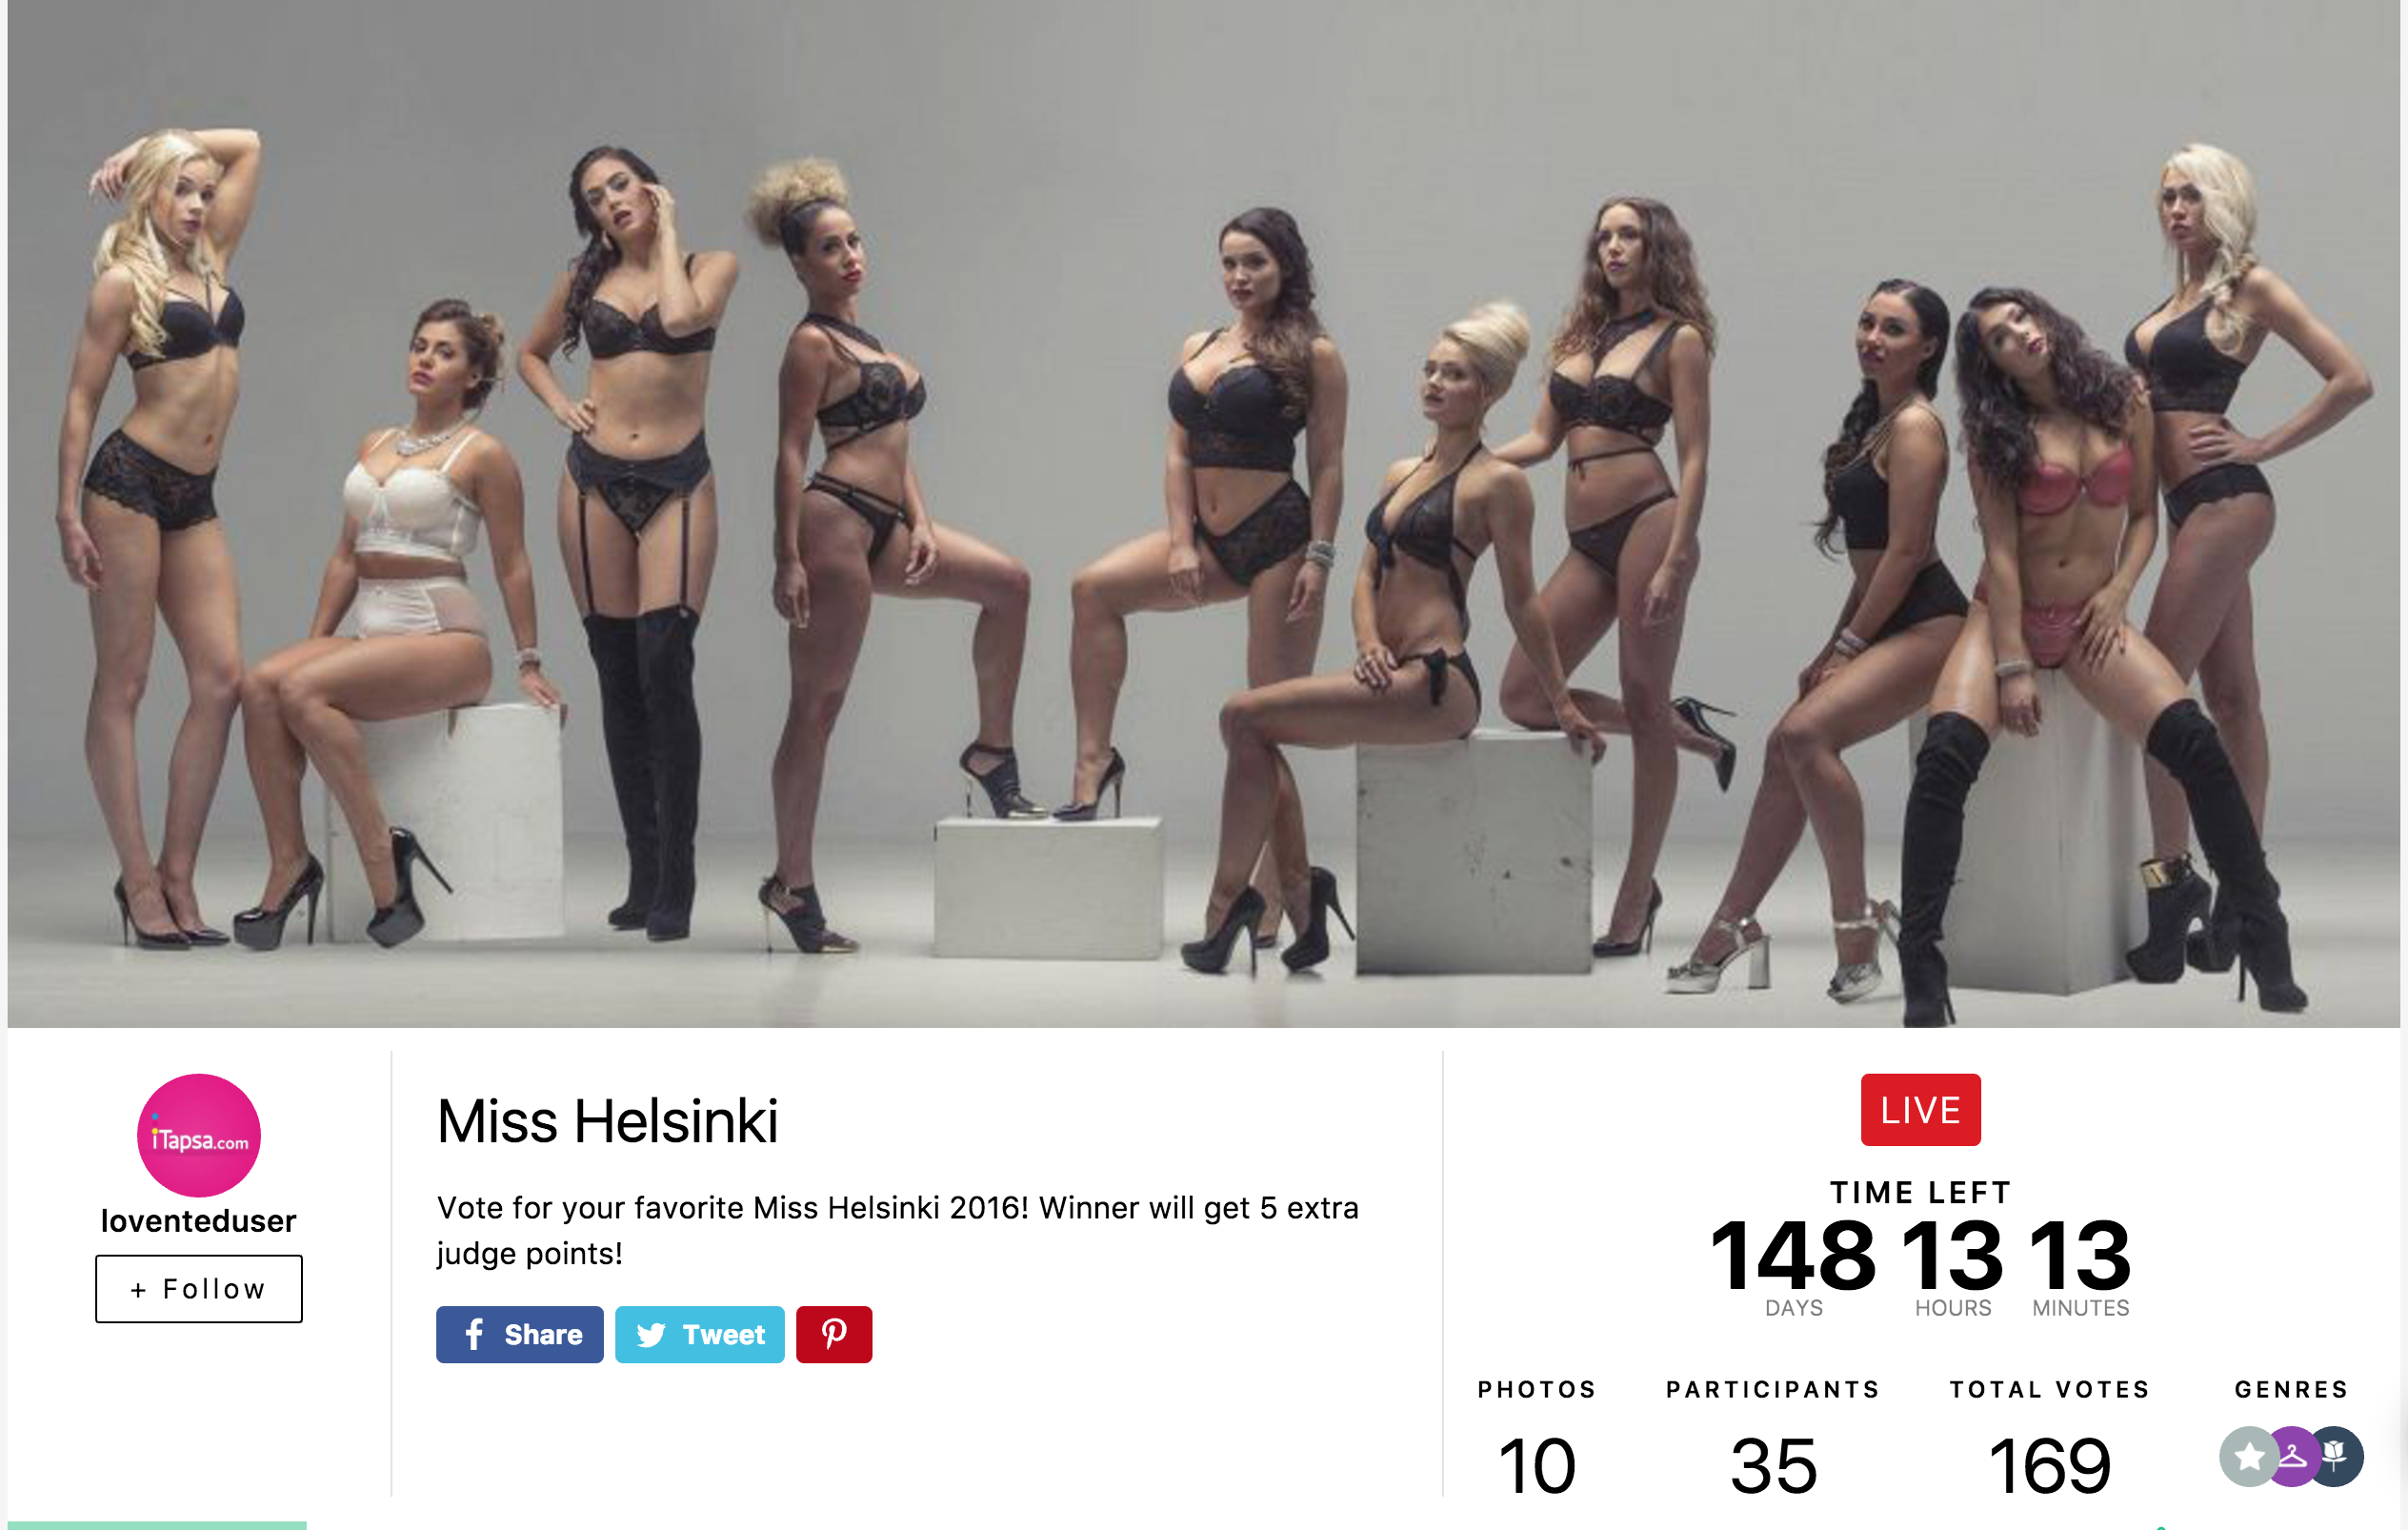 iTapsa.com
loventeduser
+ Follow
Miss Helsinki
Vote for your favorite Miss Helsinki 2016! Winner will get 5 extra
judge points!
Share
Tweet
LIVE
TIME LEFT
148 13 13
DAYS HOURS MINUTES
PHOTOS PARTICIPANTS TOTAL VOTES GENRES
10 35 169